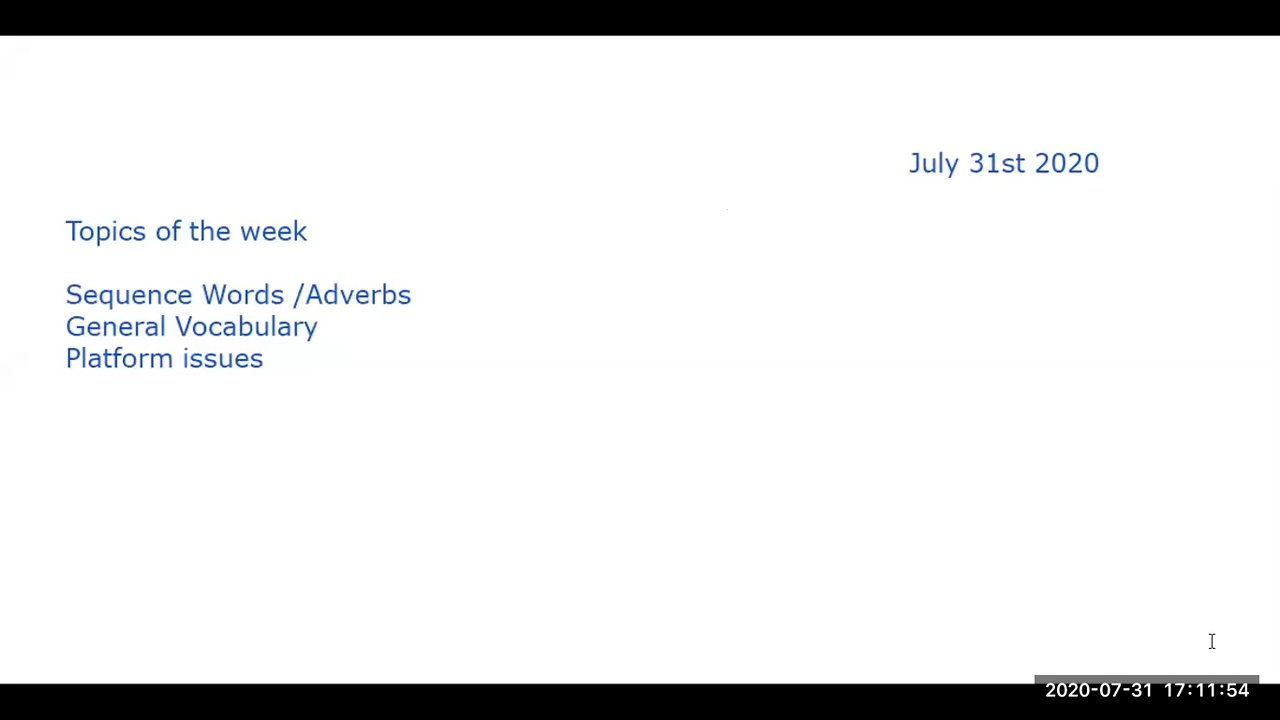 July 31st 2020
Topics of the week
Sequence Words /Adverbs
General Vocabulary
Platform issues
2020-07-31 17:11:54